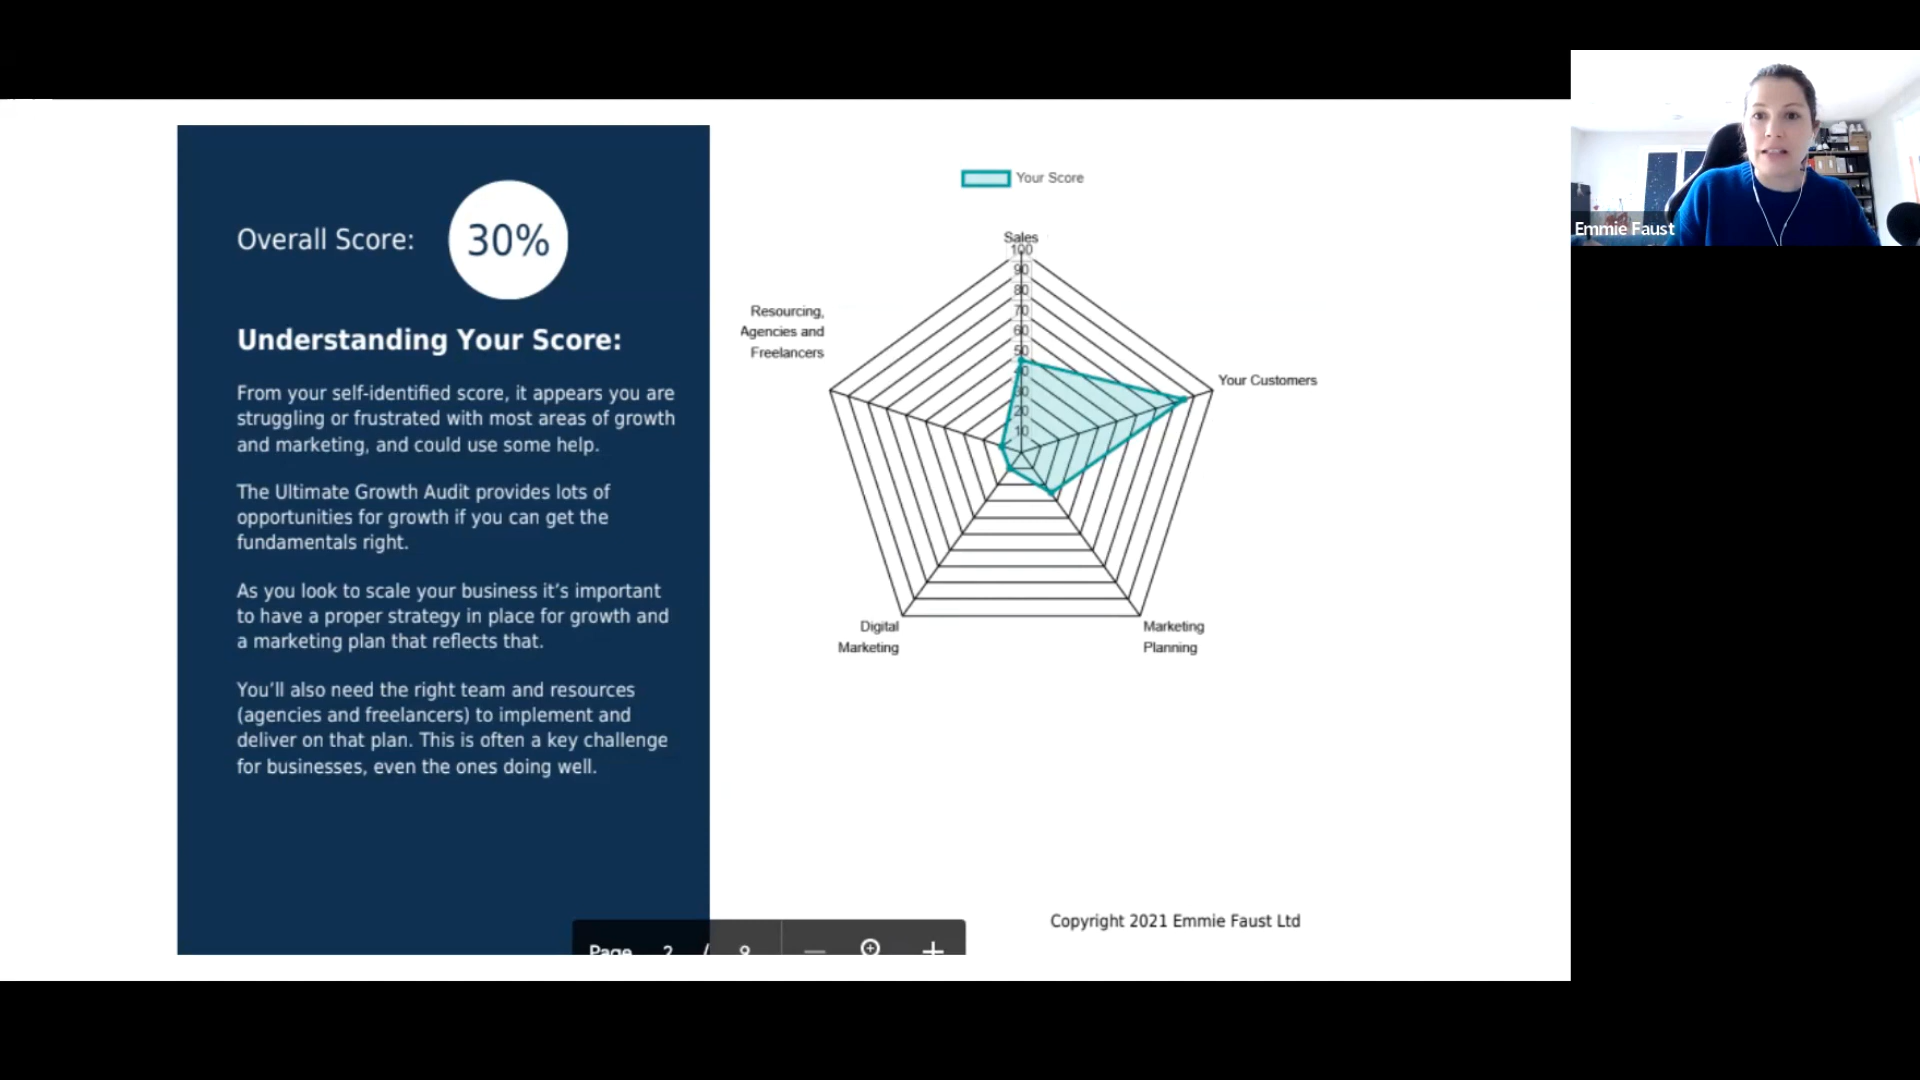 Overall Score:
30%
Understanding Your Score:
From your self-identified score, it appears you are
struggling or frustrated with most areas of growth
and marketing, and could use some help.
The Ultimate Growth Audit provides lots of
opportunities for growth if you can get the
fundamentals right.
As you look to scale your business it's important
to have a proper strategy in place for growth and
a marketing plan that reflects that.
You'll also need the right team and resources
(agencies and freelancers) to implement and
deliver on that plan. This is often a key challenge
for businesses, even the ones doing well.
Your Score
Sales
100
90
80
70
60
50
40
30
20
10
Resourcing,
Agencies and
Freelancers
Your Customers
Digital
Marketing
Marketing
Planning
Copyright 2021 Emmie Faust Ltd
Page 2 /
Emmie Faust